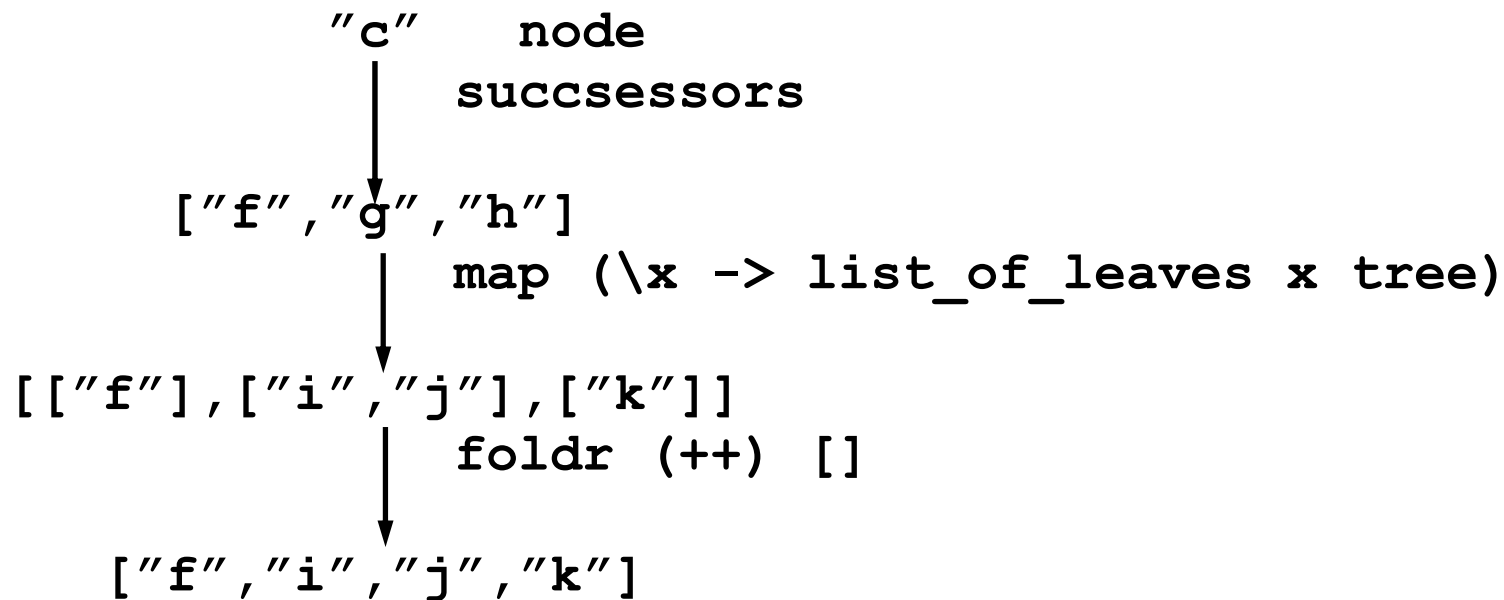 ″c″ node
succsessors
[″f″,″g″,″h″]
map (\x -> list_of_leaves x tree)
[[″f″],[″i″,″j″],[″k″]]
foldr (++) []
[″f″,″i″,″j″,″k″]